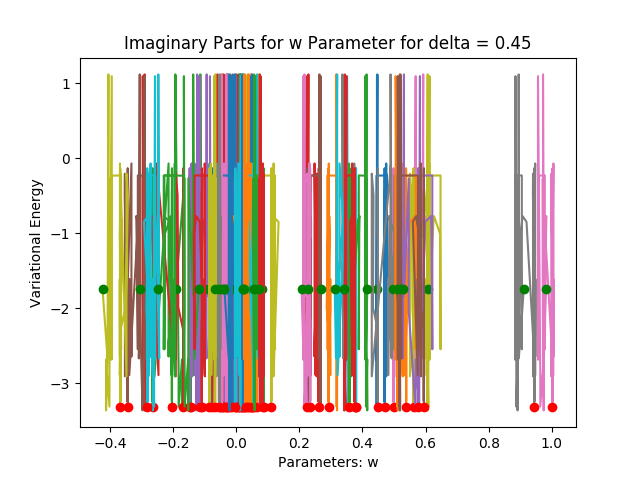 Imaginary Parts for w Parameter for delta = 0.45
Variational Energy
1
0
−1
−2
−3
−0.4 −0.2 0.0 0.2 0.4 0.6 0.8 1.0
Parameters: w